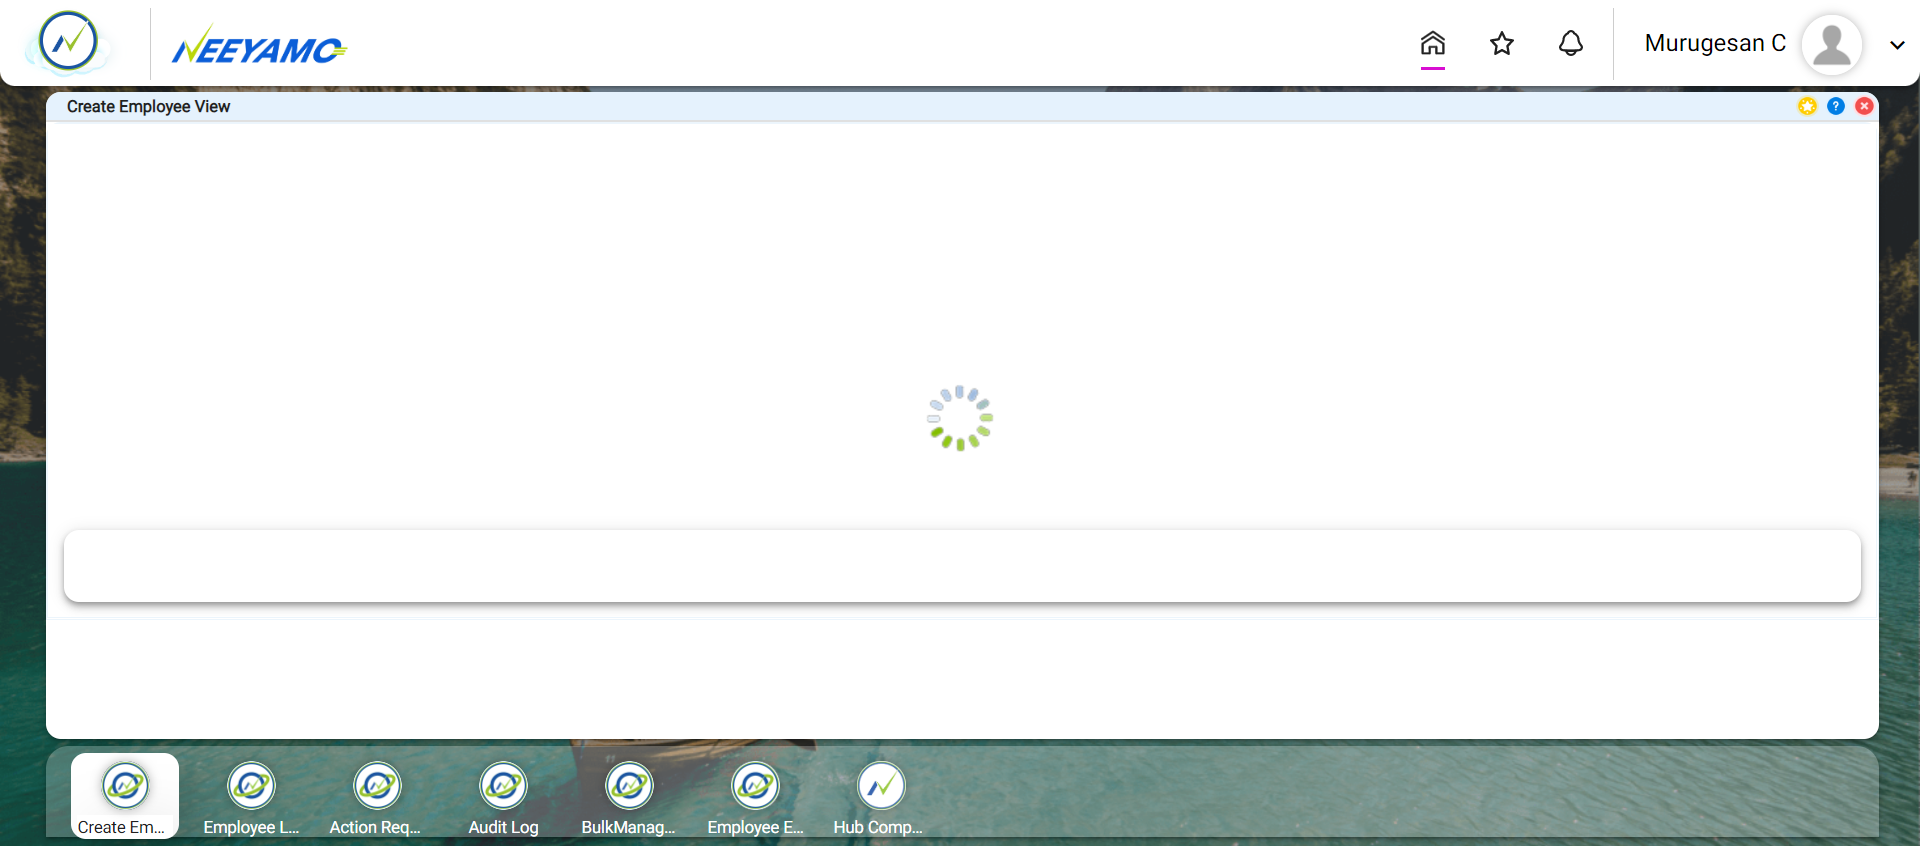 NEEYAMO
Murugesan C
Create Employee View
Create Em...
Employee L...
Action Req...
Audit Log
BulkManag...
Employee E...
Hub Comp...